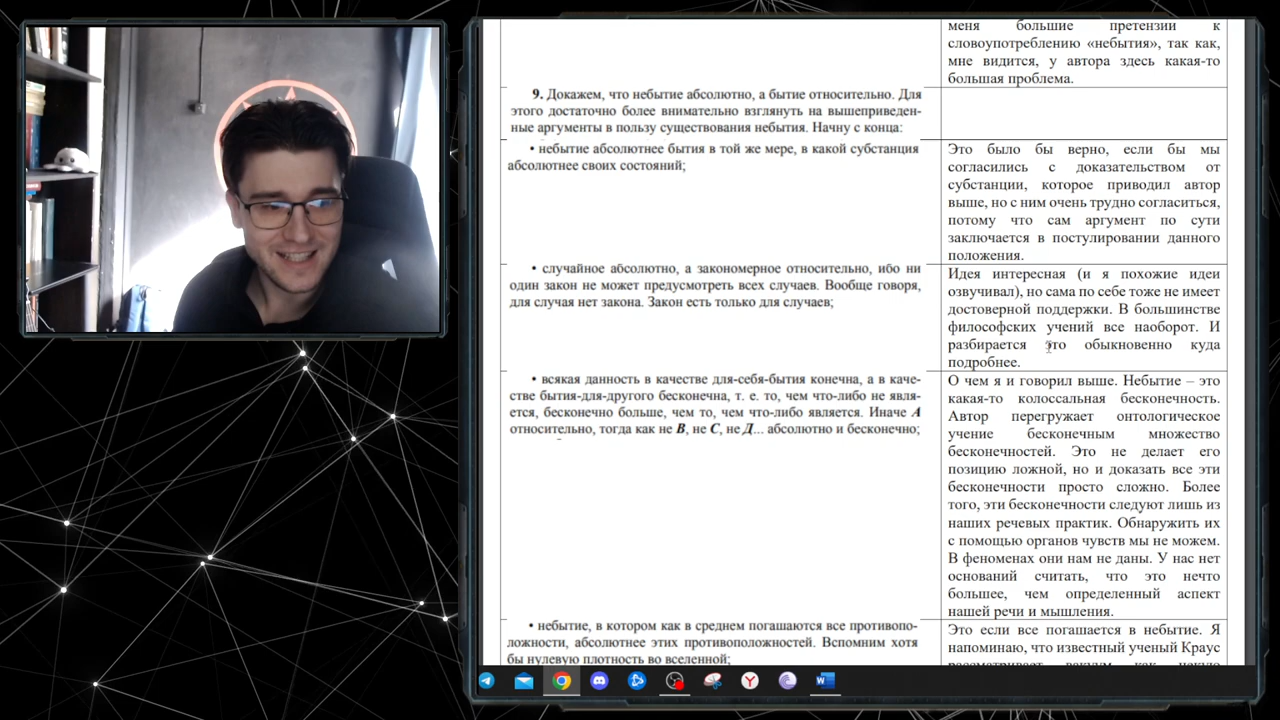 меня большие претензии к
словоупотреблению «небытия», так как,
мне видится, у автора здесь какая-то
большая проблема.
9. Докажем, что небытие абсолютно, а бытие относительно. Для
этого достаточно более внимательно взглянуть на вышеприведен-
ные аргументы в пользу существования небытия. Начну с конца:
• небытие абсолютнее бытия в той же мере, в какой субстанция
абсолютнее своих состояний;
Это было бы верно, если бы мы
согласились с доказательством от
субстанции, которое приводил автор
выше, но с ним очень трудно согласиться,
потому что сам аргумент по сути
заключается в постулировании данного
положения.
• случайное абсолютно, а закономерное относительно, ибо ни
один закон не может предусмотреть всех случаев. Вообще говоря,
для случая нет закона. Закон есть только для случаев;
Идея интересная (и я похожие идеи
озвучивал), но сама по себе тоже не имеет
достоверной поддержки. В большинстве
философских учений все наоборот. И
разбирается это обыкновенно куда
подробнее.
• всякая данность в качестве для-себя-бытия конечна, а в каче-
стве бытия-для-другого бесконечна, т. е. то, чем что-либо не явля-
ется, бесконечно больше, чем то, чем что-либо является. Иначе А
относительно, тогда как не В, не С, не Д... абсолютно и бесконечно;
О чем я и говорил выше. Небытие – это
какая-то колоссальная бесконечность.
Автор перегружает онтологическое
учение бесконечным множество
бесконечностей. Это не делает его
позицию ложной, но и доказать все эти
бесконечности просто сложно. Более
того, эти бесконечности следуют лишь из
наших речевых практик. Обнаружить их
с помощью органов чувств мы не можем.
В феноменах они нам не даны. У нас нет
оснований считать, что это нечто
большее, чем определенный аспект
нашей речи и мышления.
• небытие, в котором как в среднем погашаются все противопо-
ложности, абсолютнее этих противоположностей. Вспомним хотя
бы нулевую плотность во вселенной;
Это если все погашается в небытие. Я
напоминаю, что известный ученый Краус